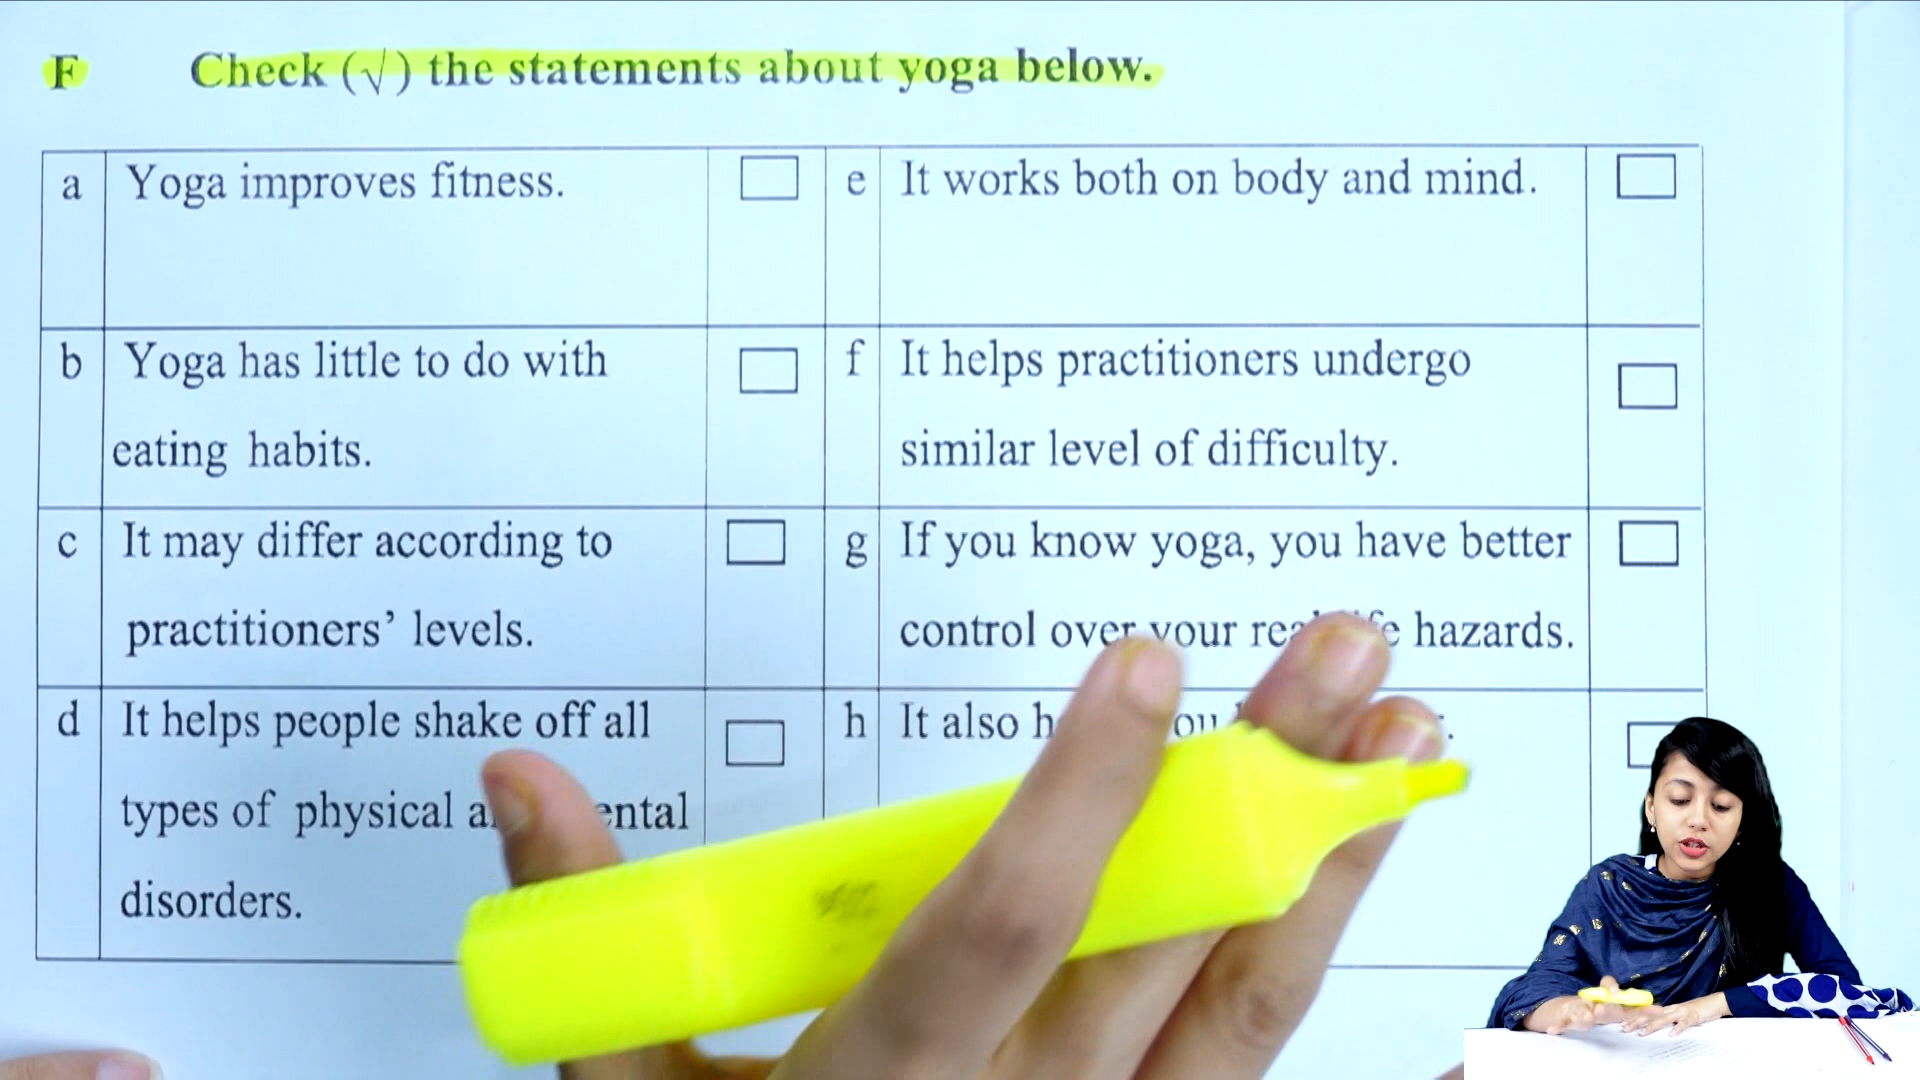 F Check (√) the statements about yoga below.
a Yoga improves fitness.
e It works both on body and mind.
b Yoga has little to do with
eating habits.
f It helps practitioners undergo
similar level of difficulty.
c It may differ according to
practitioners’ levels.
g If you know yoga, you have better
control over your hazards.
d It helps people shake off all
types of physical
disorders.
h It also